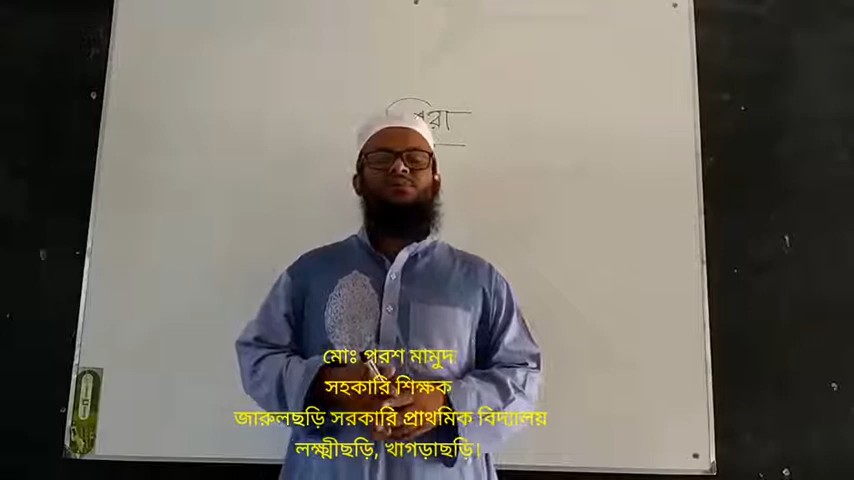 মোঃ পরশ মামুদ
সহকারি শিক্ষক
জারুলছড়ি সরকারি প্রাথমিক বিদ্যালয়
লক্ষ্মীছড়ি, খাগড়াছড়ি।